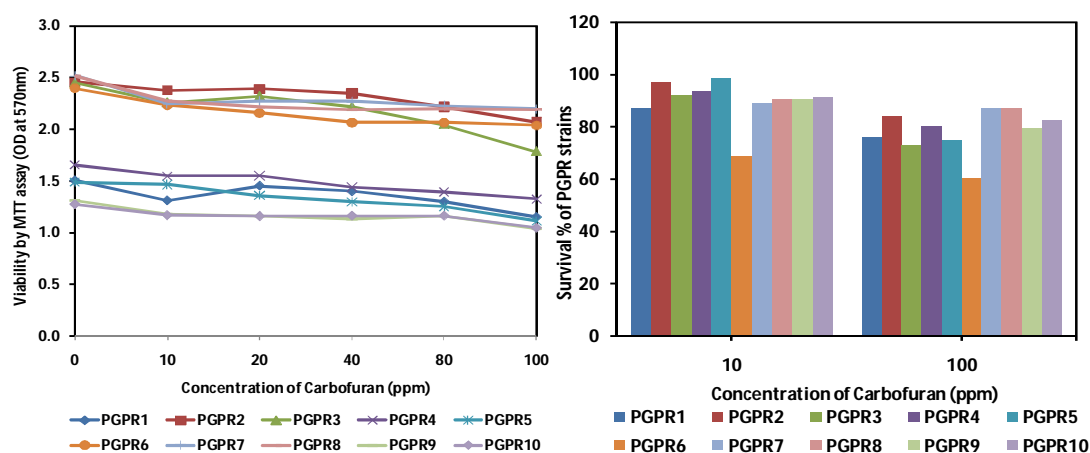 3.0
2.5
2.0
1.5
1.0
0.5
0.0
Viability by MTT assay (OD at 570nm)
0 10 20 40 80 100
Concentration of Carbofuran (ppm)
PGPR1 PGPR2 PGPR3 PGPR4 PGPR5
PGPR6 PGPR7 PGPR8 PGPR9 PGPR10
120
100
80
60
40
20
0
Survival % of PGPR strains
10 100
Concentration of Carbofuran (ppm)
PGPR1 PGPR2 PGPR3 PGPR4 PGPR5
PGPR6 PGPR7 PGPR8 PGPR9 PGPR10